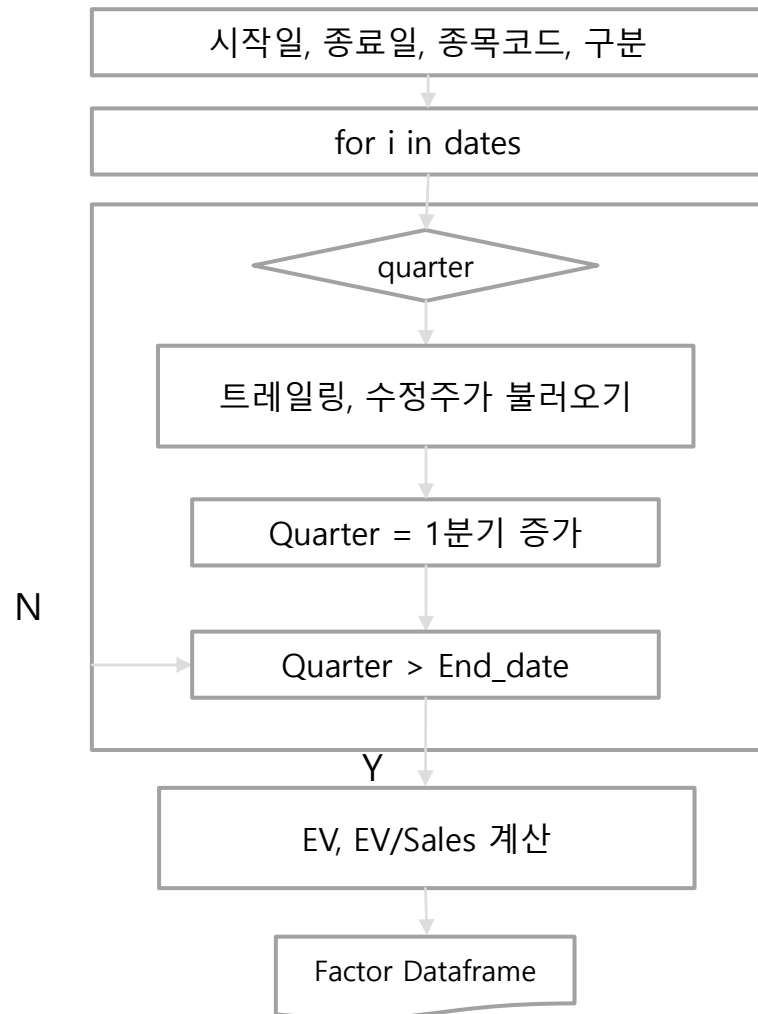 시작일, 종료일, 종목코드, 구분
for i in dates
quarter
트레일링, 수정주가 불러오기
Quarter = 1분기 증가
N
Quarter > End_date
Y
EV, EV/Sales 계산
Factor Dataframe